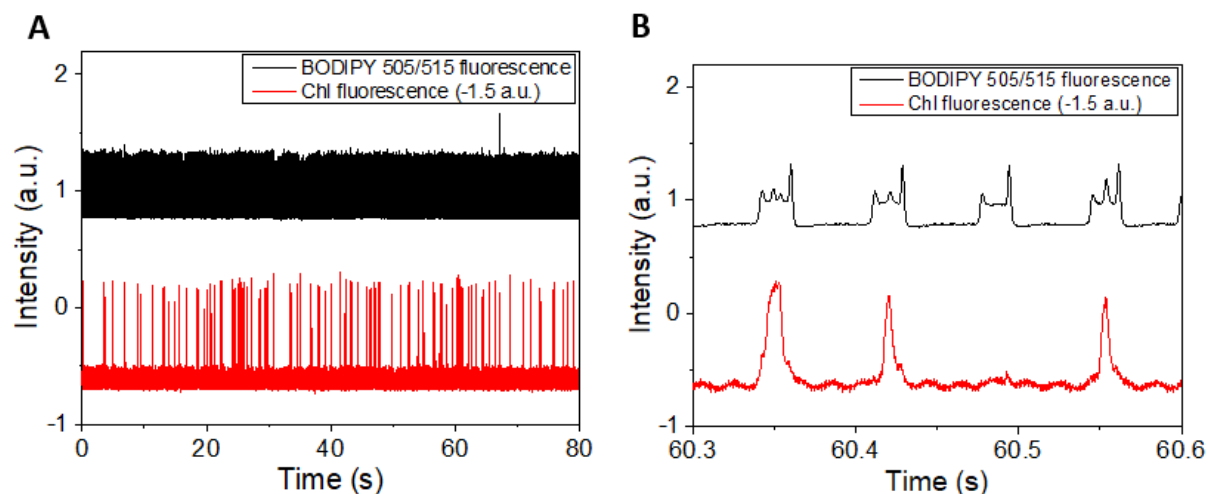 A
BODIPY 505/515 fluorescence
Chl fluorescence (-1.5 a.u.)
Intensity (a.u.)
2
1
0
-1
0 20 40 60 80
Time (s)
B
BODIPY 505/515 fluorescence
Chl fluorescence (-1.5 a.u.)
Intensity (a.u.)
2
1
0
-1
60.3 60.4 60.5 60.6
Time (s)